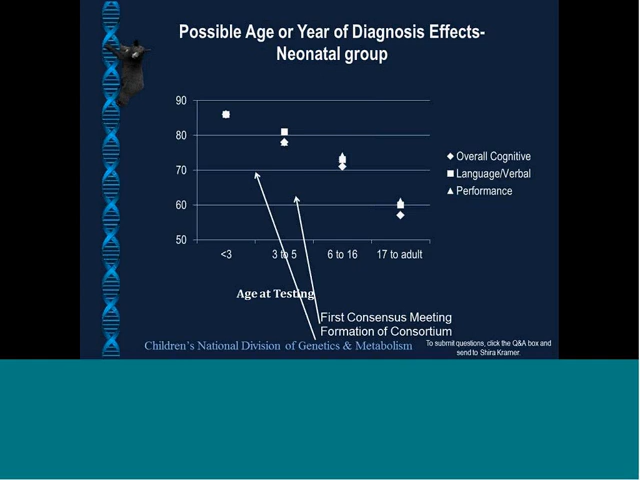 Possible Age or Year of Diagnosis Effects-
Neonatal group
90
80
70
60
50
<3
3 to 5
6 to 16
17 to adult
Overall Cognitive
Language/Verbal
Performance
Age at Testing
First Consensus Meeting
Formation of Consortium
Children's National Division of Genetics & Metabolism
To submit questions, click the Q&A box and
send to Shira Kramer.